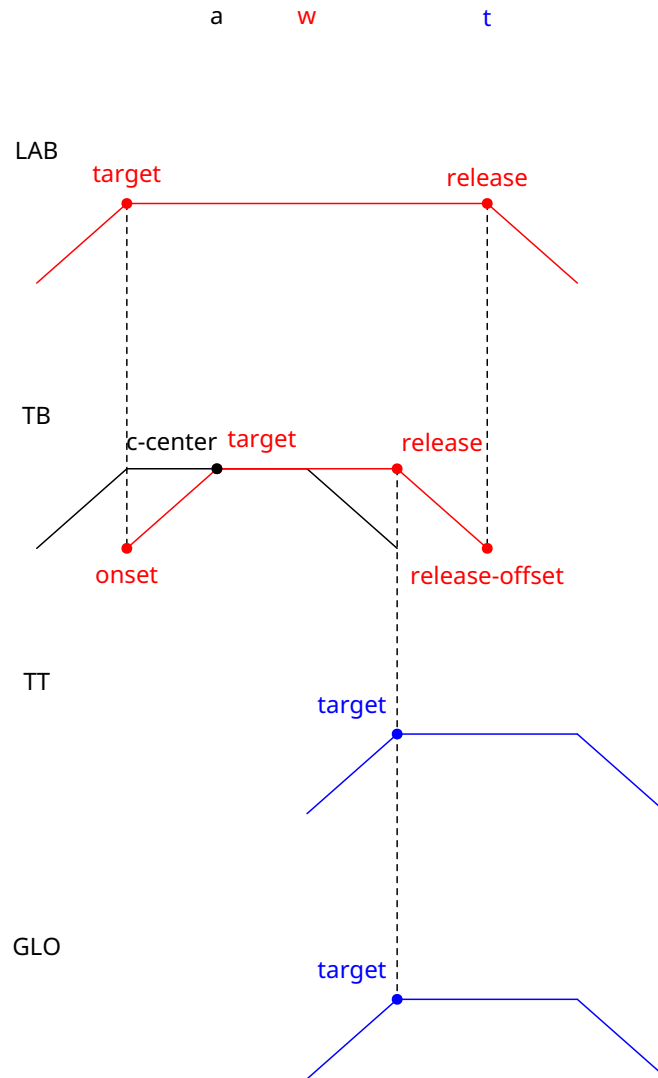 a w t
LAB
target release
TB
c-center target release
onset release-offset
TT
target
GLO
target